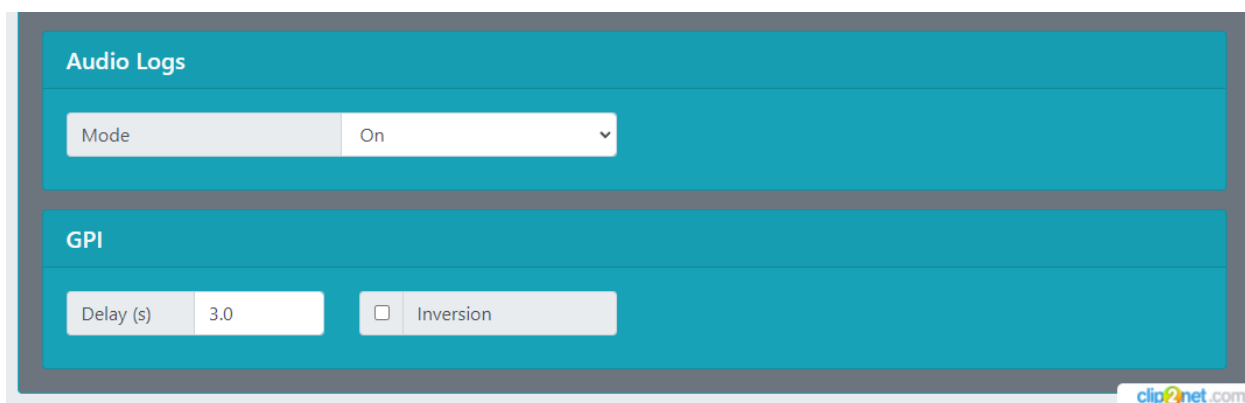 Audio Logs
Mode On
GPI
Delay (s) 3.0 Inversion
clip2net.com